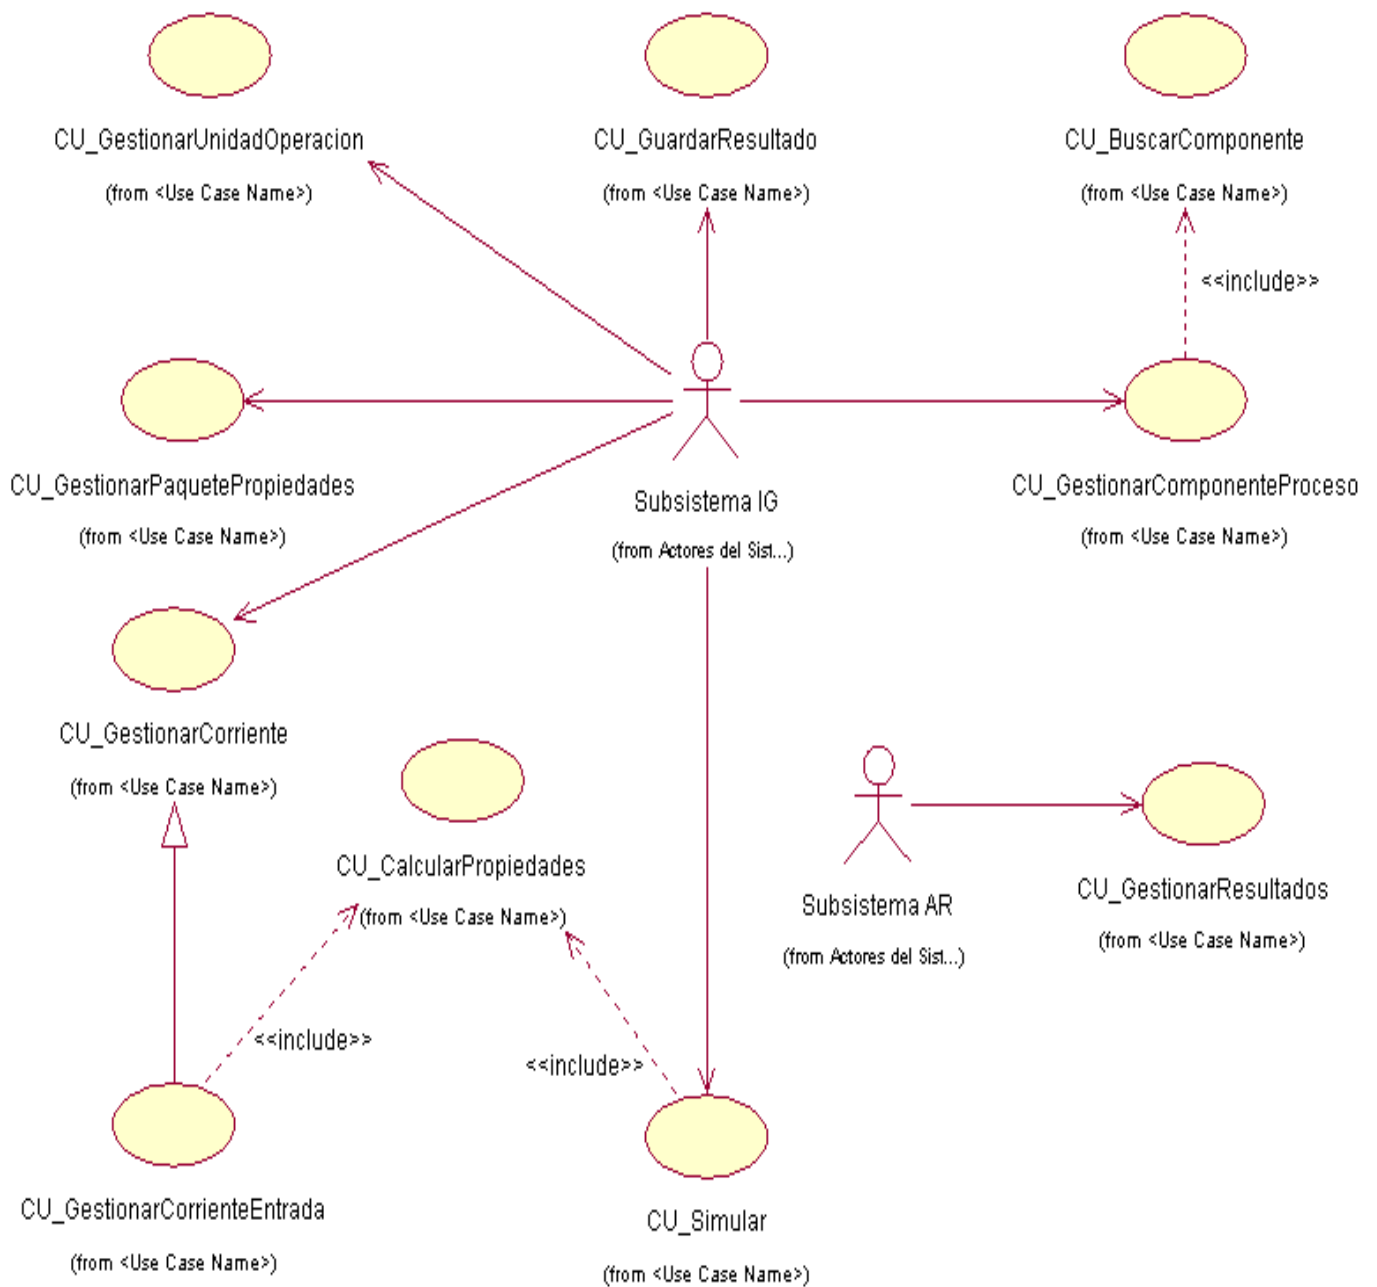 CU_GestionarUnidadOperacion
(from <Use Case Name>)
CU_GuardarResultado
(from <Use Case Name>)
CU_BuscarComponente
(from <Use Case Name>)
<<include>>
CU_GestionarPaquetePropiedades
(from <Use Case Name>)
Subsistema IG
(from Actores del Sist...)
CU_GestionarComponenteProceso
(from <Use Case Name>)
CU_GestionarCorriente
(from <Use Case Name>)
CU_CalcularPropiedades
(from <Use Case Name>)
Subsistema AR
(from Actores del Sist...)
CU_GestionarResultados
(from <Use Case Name>)
<<include>>
<<include>>
CU_GestionarCorrienteEntrada
(from <Use Case Name>)
CU_Simular
(from <Use Case Name>)